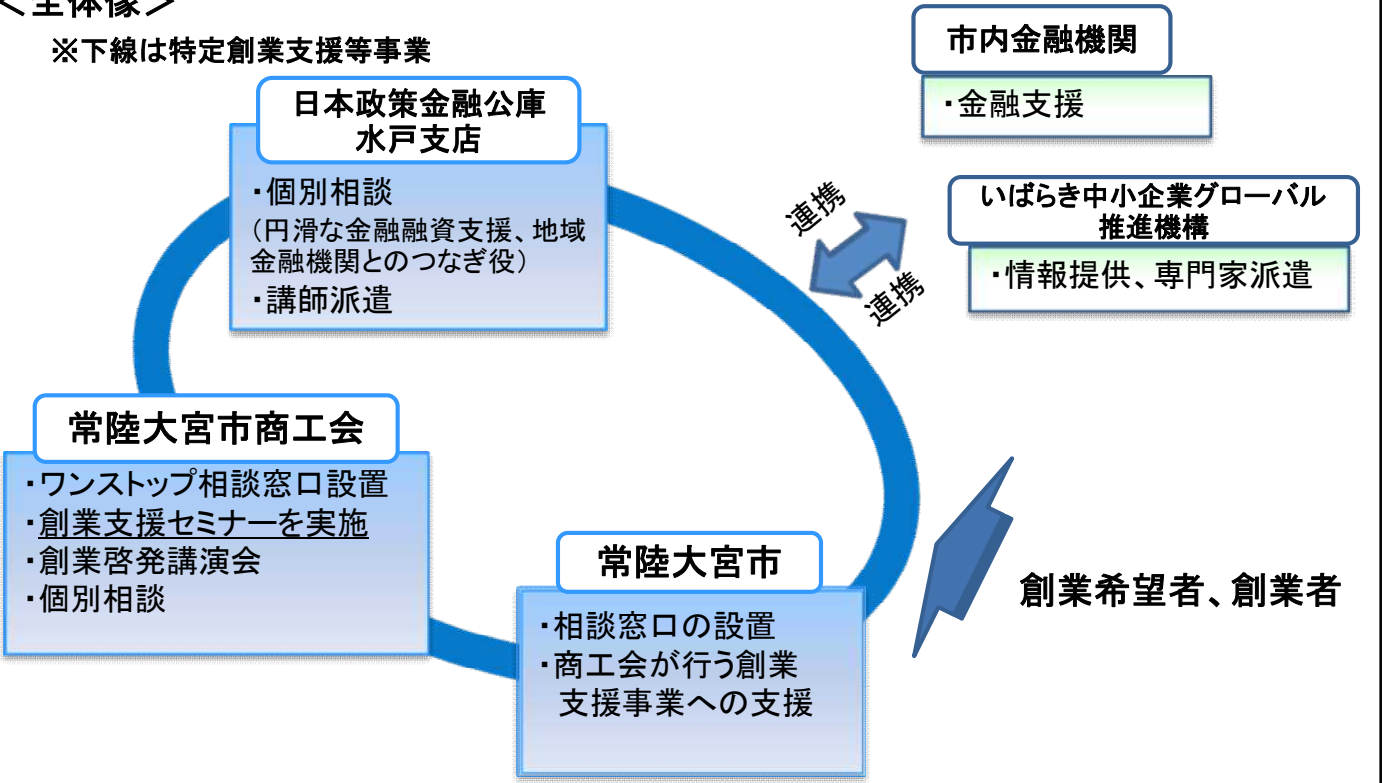 ＜全体像＞
※下線は特定創業支援等事業
日本政策金融公庫
水戸支店
・個別相談
（円滑な金融融資支援、地域
金融機関とのつなぎ役）
・講師派遣
市内金融機関
・金融支援
連携
連携
いばらき中小企業グローバル
推進機構
・情報提供、専門家派遣
常陸大宮市商工会
・ワンストップ相談窓口設置
・創業支援セミナーを実施
・創業啓発講演会
・個別相談
常陸大宮市
・相談窓口の設置
・商工会が行う創業
支援事業への支援
創業希望者、創業者